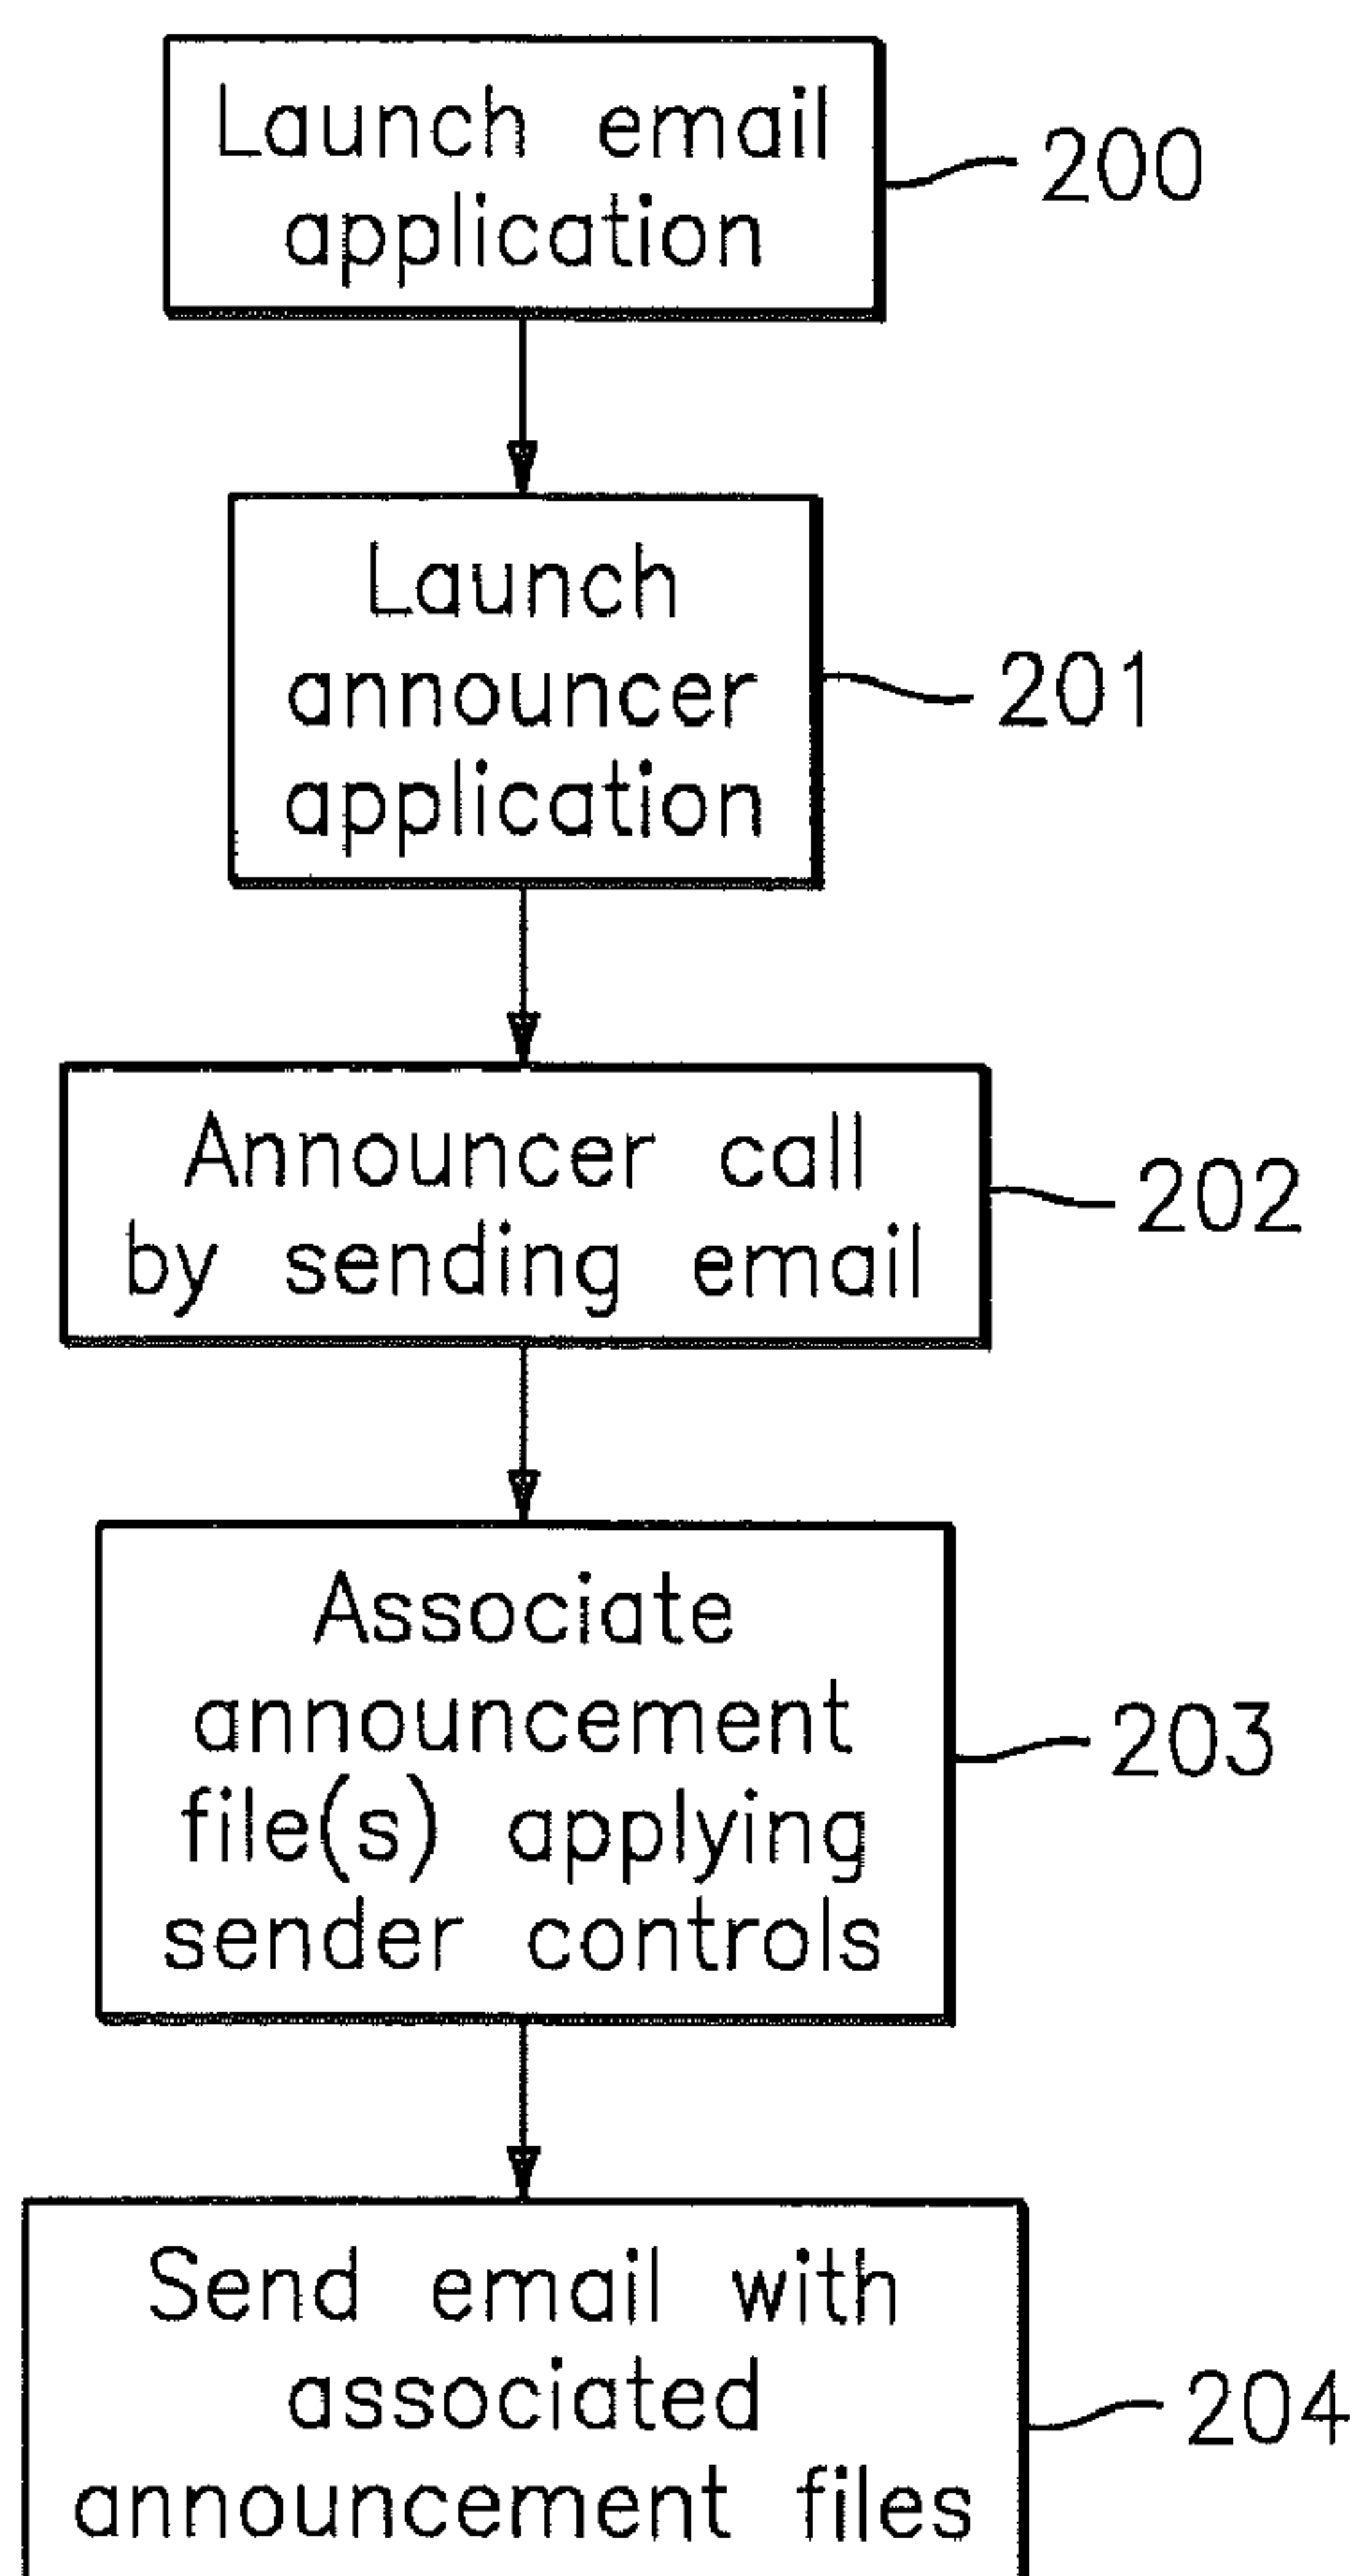 Launch email
application
200
Launch
announcer
application
201
Announcer call
by sending email
202
Associate
announcement
file(s) applying
sender controls
203
Send email with
associated
announcement files
204